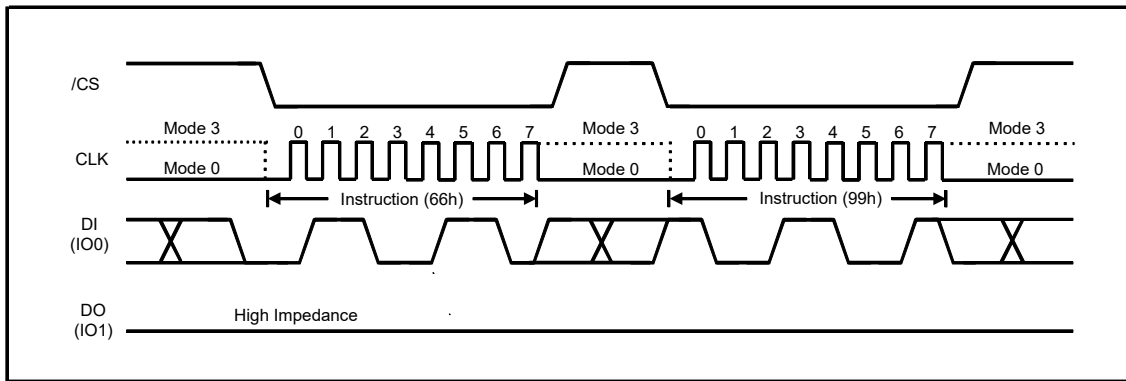 /CS
Mode 3 0 1 2 3 4 5 6 7 Mode 3 0 1 2 3 4 5 6 7 Mode 3
CLK
Mode 0 Mode 0 Mode 0
Instruction (66h) Instruction (99h)
DI
(IO0)
DO
(IO1)
High Impedance